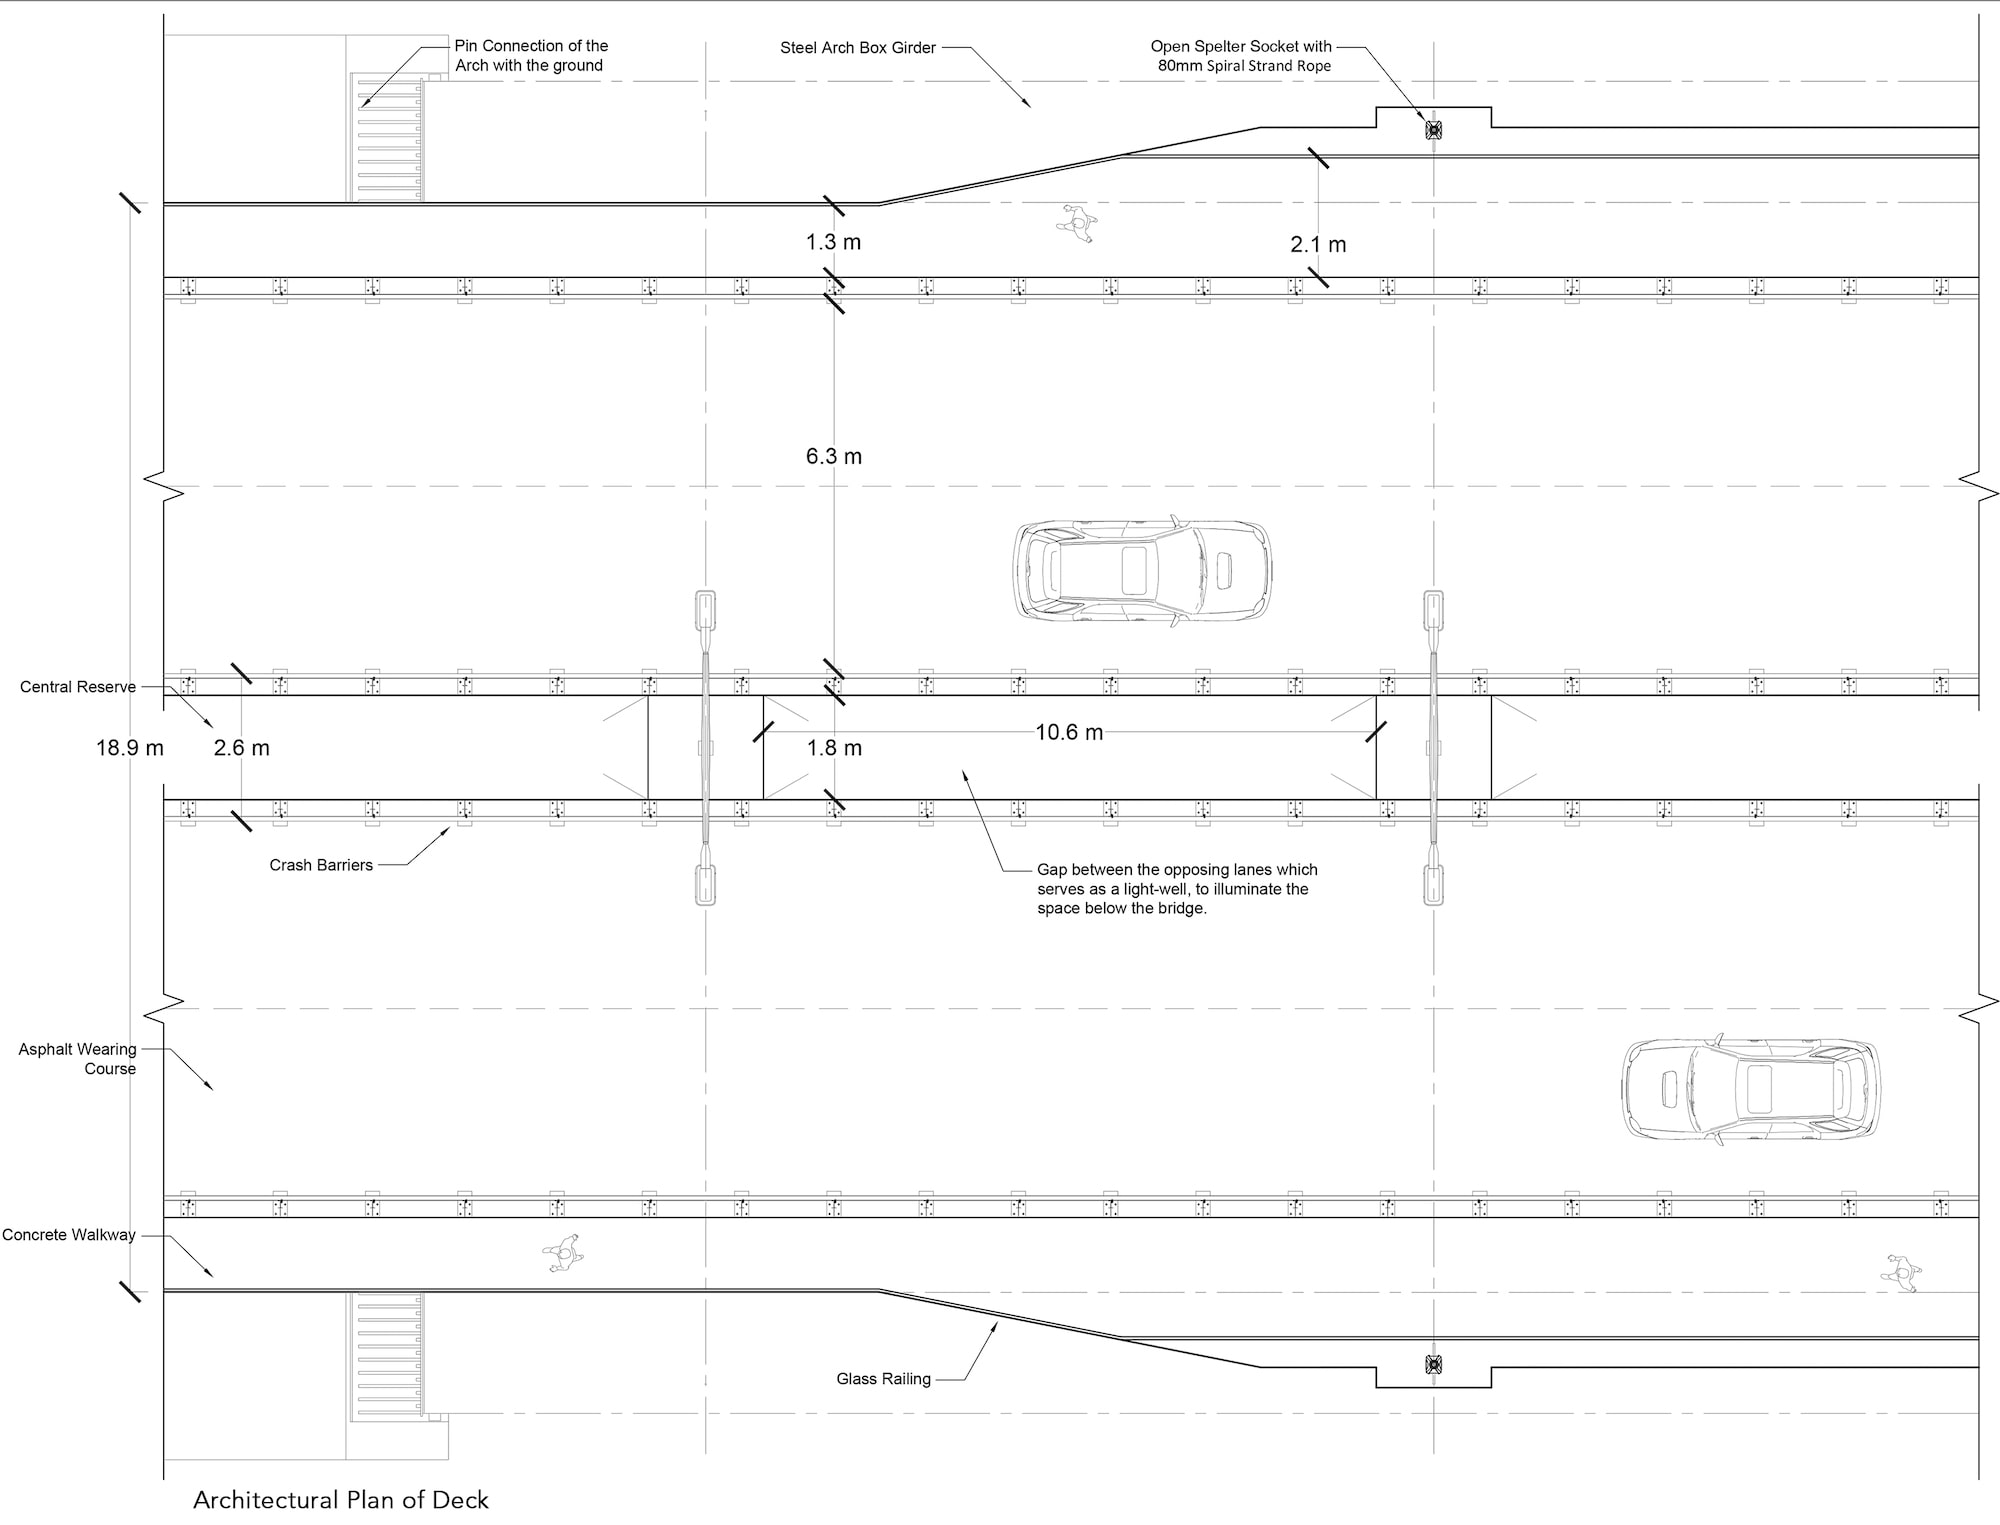 Pin Connection of the
Arch with the ground
Steel Arch Box Girder
Open Spelter Socket with
80mm Spiral Strand Rope
1.3 m
2.1 m
6.3 m
Central Reserve
18.9 m
2.6 m
1.8 m
10.6 m
Crash Barriers
Gap between the opposing lanes which
serves as a light-well, to illuminate the
space below the bridge.
Asphalt Wearing
Course
Concrete Walkway
Glass Railing
Architectural Plan of Deck